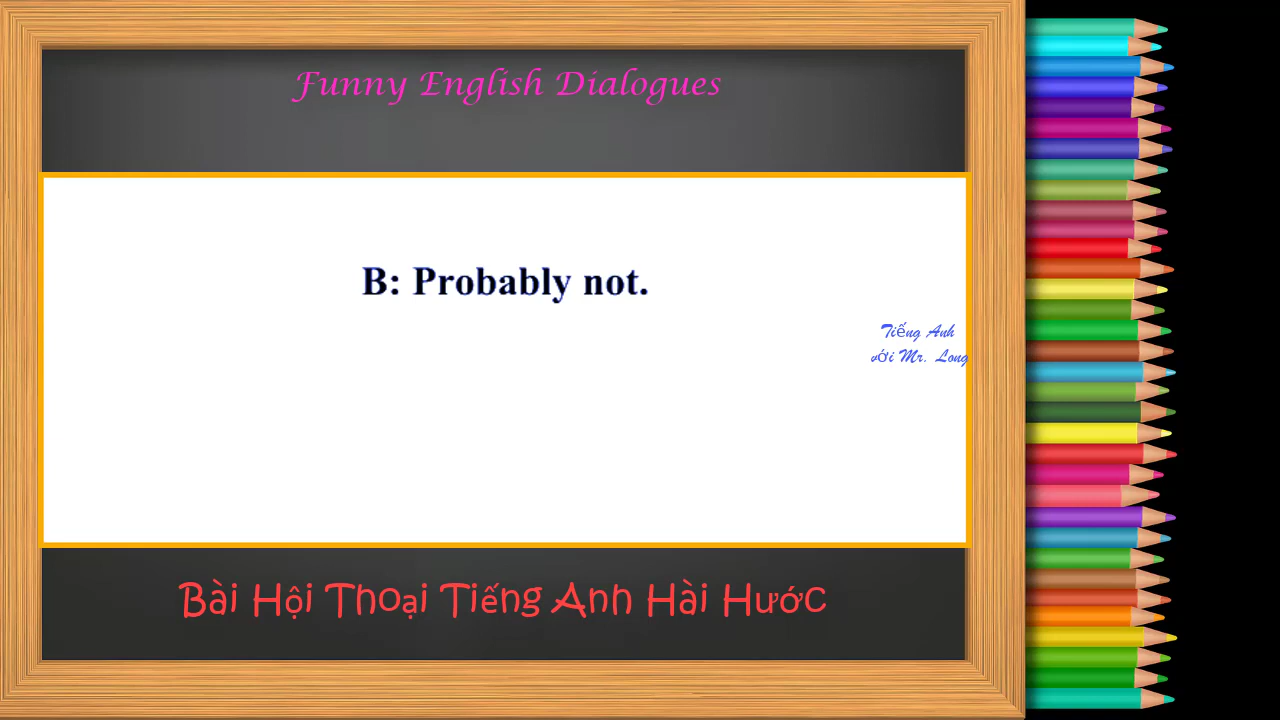 Funny English Dialogues
B: Probably not.
Tiếng Anh
với Mr. Long
Bài Hội Thoại Tiếng Anh Hài Hước